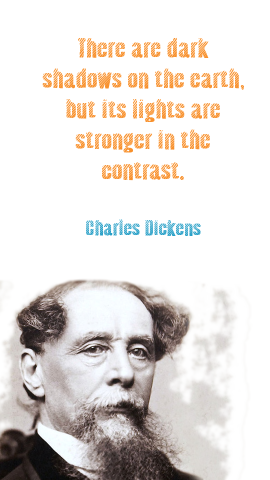 There are dark
shadows on the earth,
but its lights are
stronger in the
contrast.
Charles Dickens